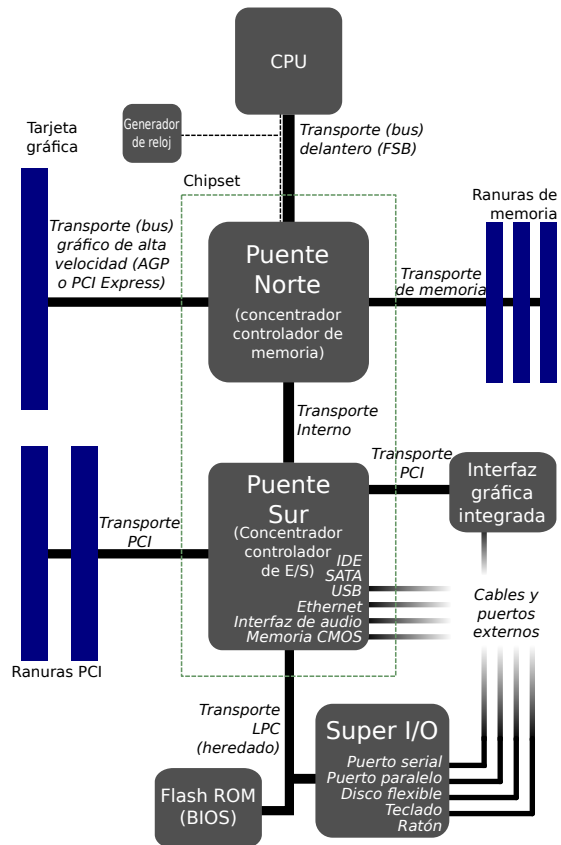 CPU
Generador
de reloj
Transporte (bus)
delantero (FSB)
Tarjeta
gráfica
Chipset
Ranuras de
memoria
Transporte (bus)
gráfico de alta
velocidad (AGP
o PCI Express)
Puente
Norte
(concentrador
controlador de
memoria)
Transporte
de memoria
Transporte
Interno
Transporte
PCI
Interfaz
gráfica
integrada
Puente
Sur
(Concentrador
controlador
de E/S)
IDE
SATA
USB
Ethernet
Interfaz de audio
Memoria CMOS
Transporte
PCI
Cables y
puertos
externos
Ranuras PCI
Transporte
LPC
(heredado)
Super I/O
Puerto serial
Puerto paralelo
Disco flexible
Teclado
Ratón
Flash ROM
(BIOS)